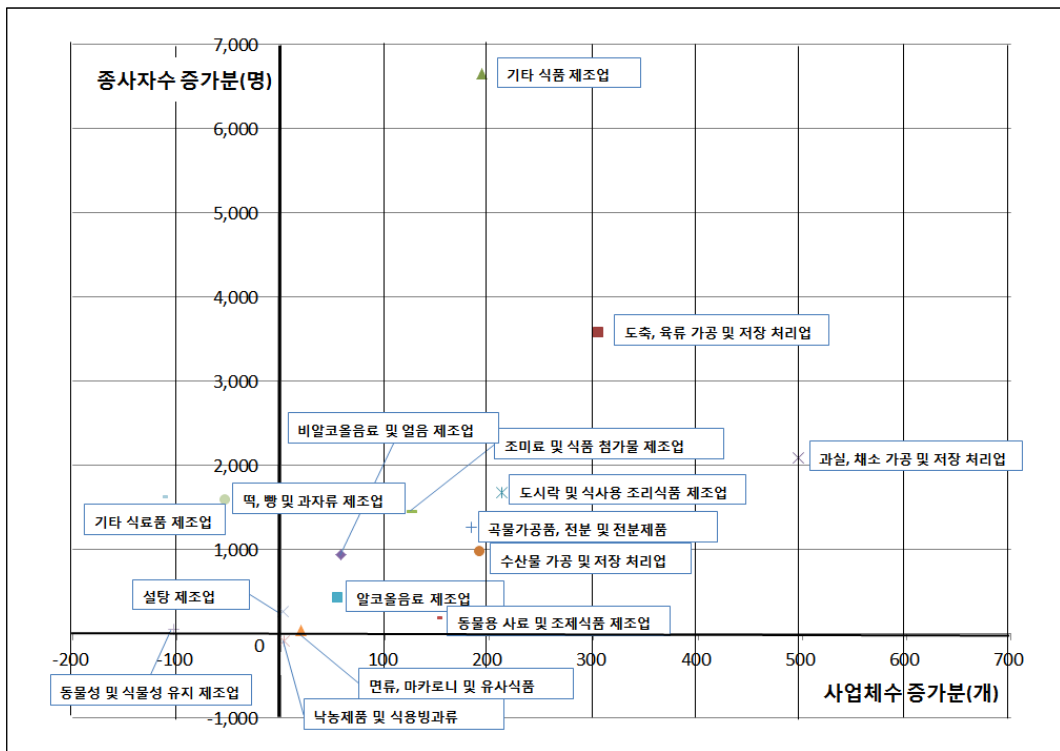 7,000
종사자수 증가분(명)
기타 식품 제조업
6,000
5,000
4,000
도축, 육류 가공 및 저장 처리업
3,000
비알코올음료 및 얼음 제조업
조미료 및 식품 첨가물 제조업
과실, 채소 가공 및 저장 처리업
2,000
떡, 빵 및 과자류 제조업
도시락 및 식사용 조리식품 제조업
기타 식료품 제조업
곡물가공품, 전분 및 전분제품
1,000
수산물 가공 및 저장 처리업
설탕 제조업
알코올음료 제조업
동물용 사료 및 조제식품 제조업
0
-200 -100 100 200 300 400 500 600 700
동물성 및 식물성 유지 제조업
면류, 마카로니 및 유사식품
사업체수 증가분(개)
낙농제품 및 식용빙과류
-1,000